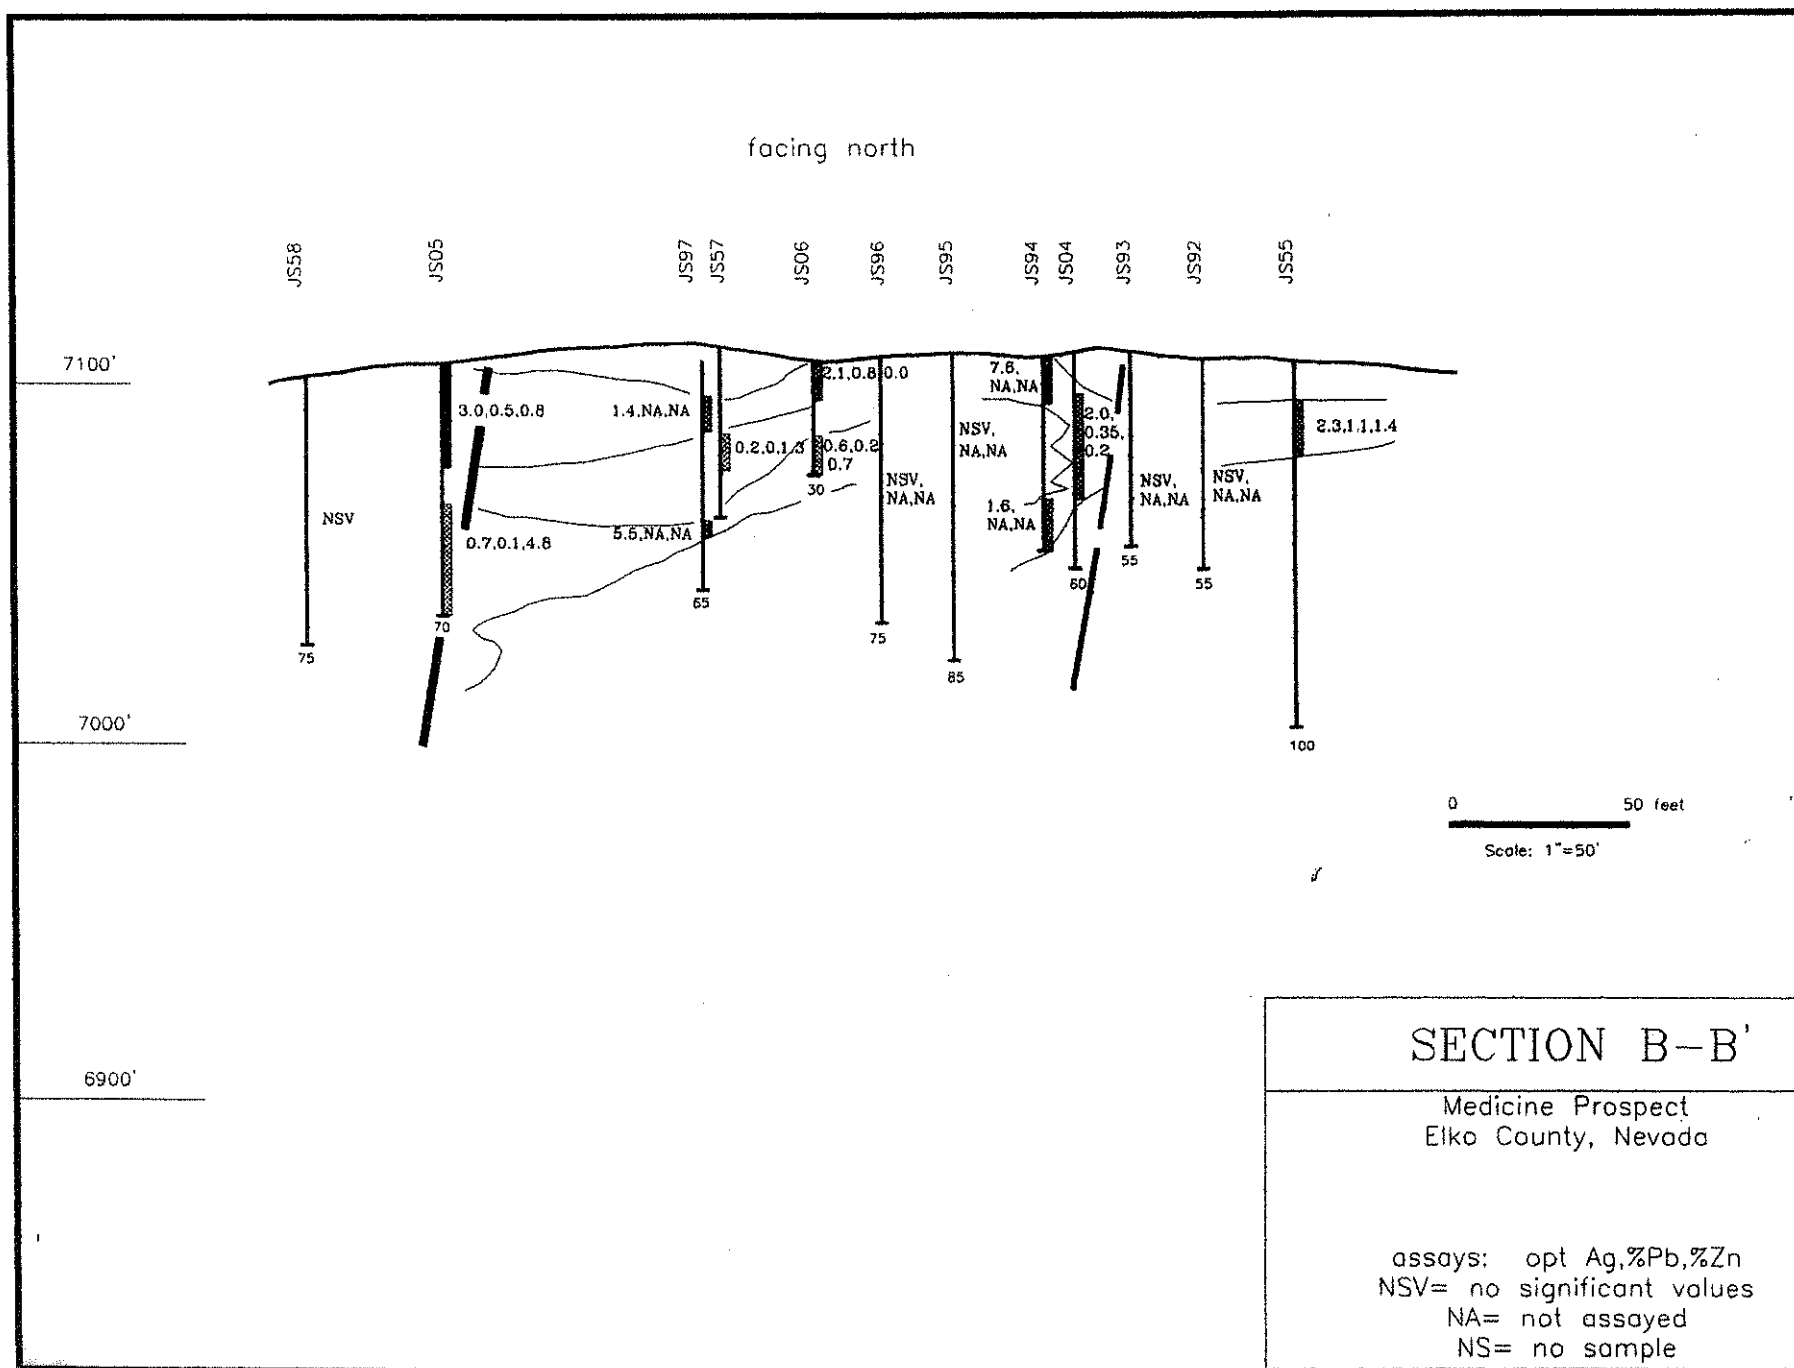 facing north
JS58
JS05
JS97
JS57
JS06
JS96
JS95
JS94
JS04
JS93
JS92
JS55
7100'
3.0,0.5,0.8
1.4,NA,NA
2.1,0.8,0.0
7.6,
NA,NA
2.0,
0.35,
0.2
2.3,1.1,1.4
0.2,0.1,3
0.6,0.2
0.7
30
NSV,
NA,NA
NSV,
NA,NA
NSV,
NA,NA
NSV,
NA,NA
NSV
0.7,0.1,4.8
5.5,NA,NA
1.6,
NA,NA
75
70
65
75
85
60
55
55
100
7000'
0
50 feet
Scale: 1"=50'
6900'
SECTION B-B'
Medicine Prospect
Elko County, Nevada
assays: opt Ag,%Pb,%Zn
NSV= no significant values
NA= not assayed
NS= no sample